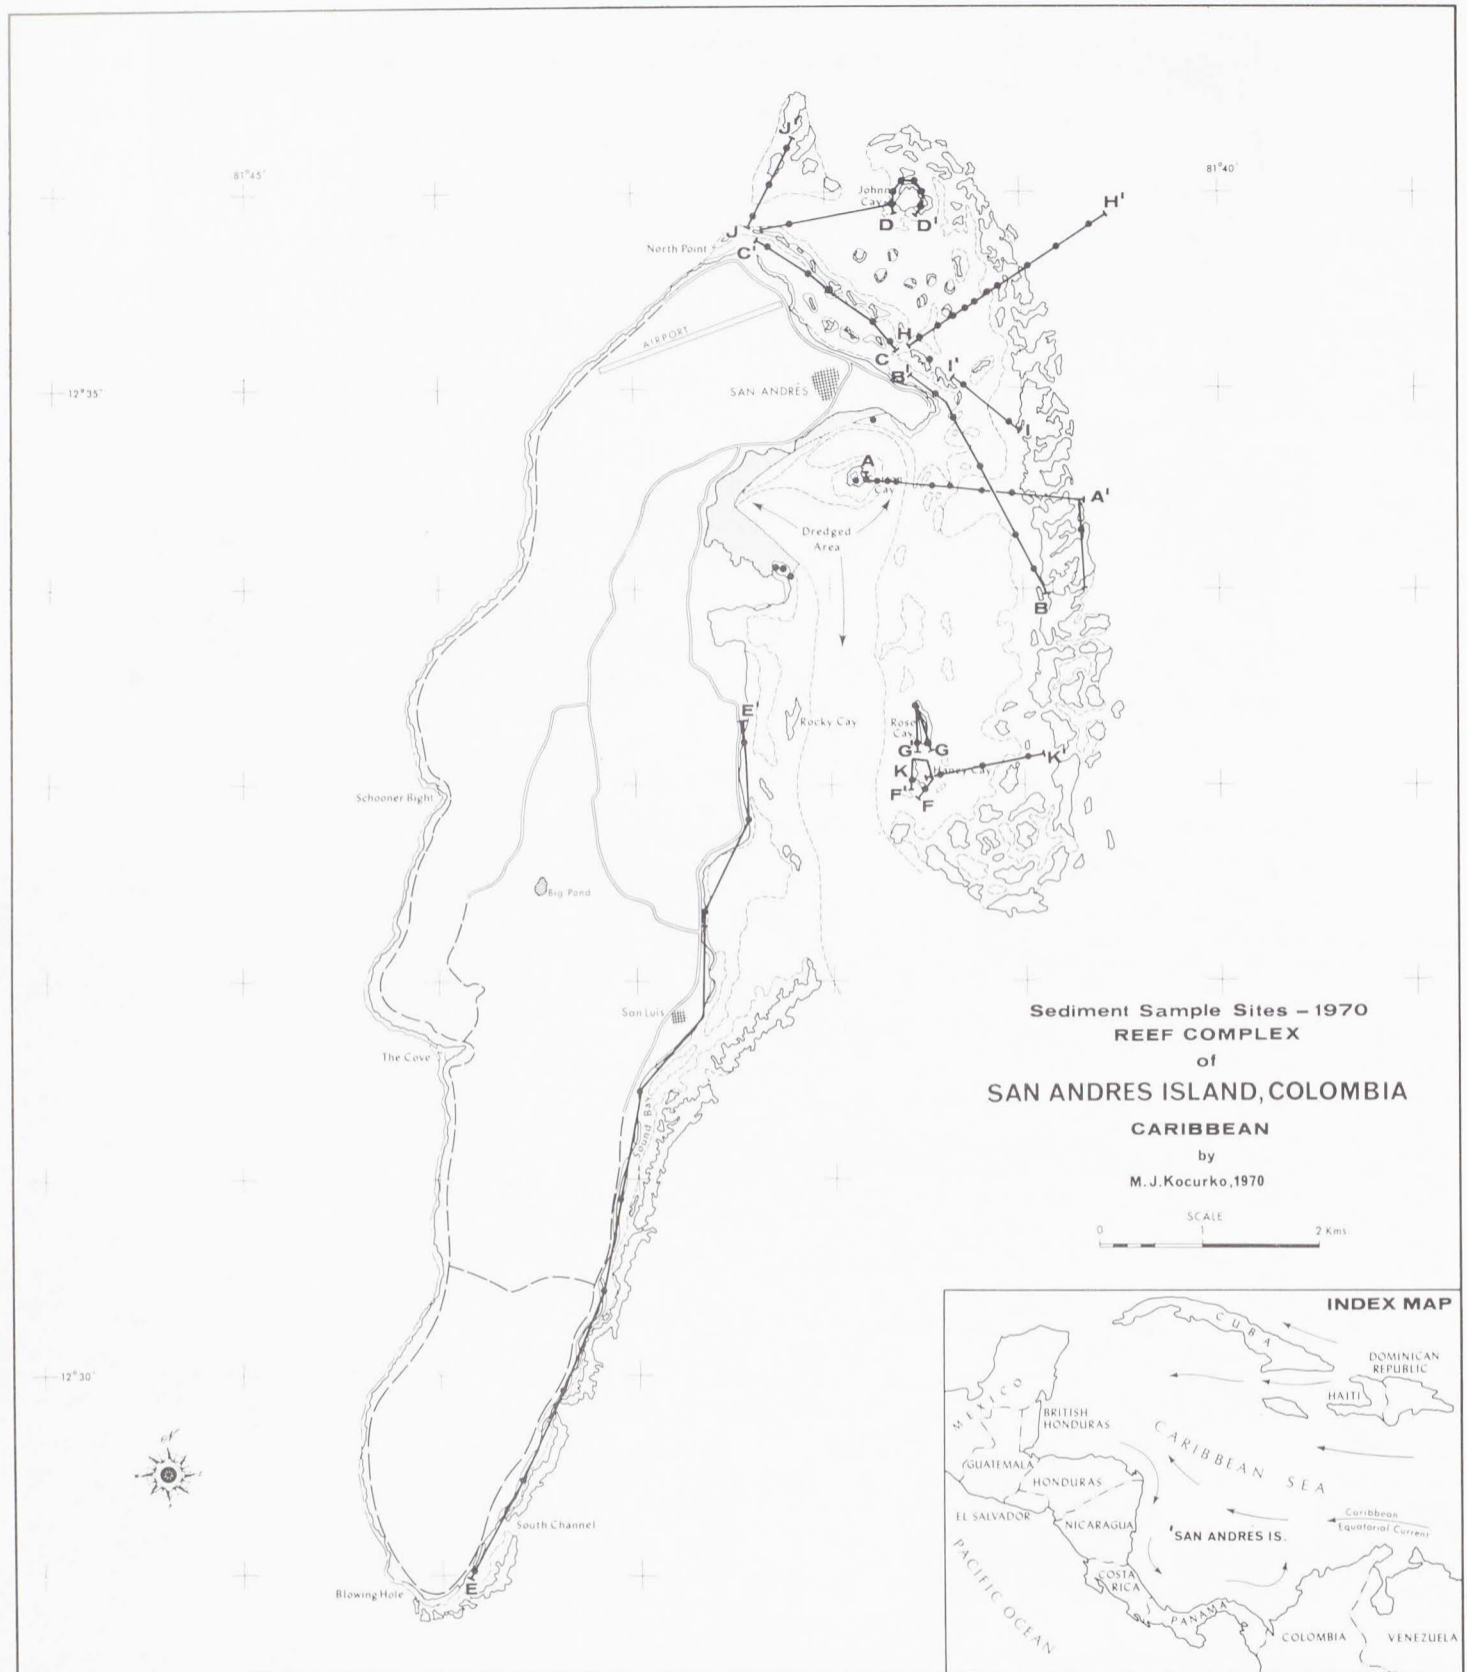 81°45'
81°40'
J'
H'
Johnny
Cay
D
D'
J
North Point
C'
AIRPORT
H
C
B'
I'
12°35'
SAN ANDRÉS
I
A
Cay
A'
Dredged
Area
B
E'
Rocky Cay
Rose
Cay
G'
G
K
Haney Cay
K'
F'
F
Schooner Bight
Big Pond
San Luis
The Cove
Sound Bay
Sediment Sample Sites – 1970
REEF COMPLEX
of
SAN ANDRES ISLAND, COLOMBIA
CARIBBEAN
by
M.J.Kocurko,1970
SCALE
0 1 2 Kms.
12°30'
N
South Channel
E
Blowing Hole
INDEX MAP
CUBA
DOMINICAN
REPUBLIC
HAITI
MEXICO
BRITISH
HONDURAS
CARIBBEAN SEA
GUATEMALA
HONDURAS
EL SALVADOR
NICARAGUA
Caribbean
Equatorial Current
'SAN ANDRÉS IS.
PACIFIC OCEAN
COSTA
RICA
PANAMA
COLOMBIA
VENEZUELA